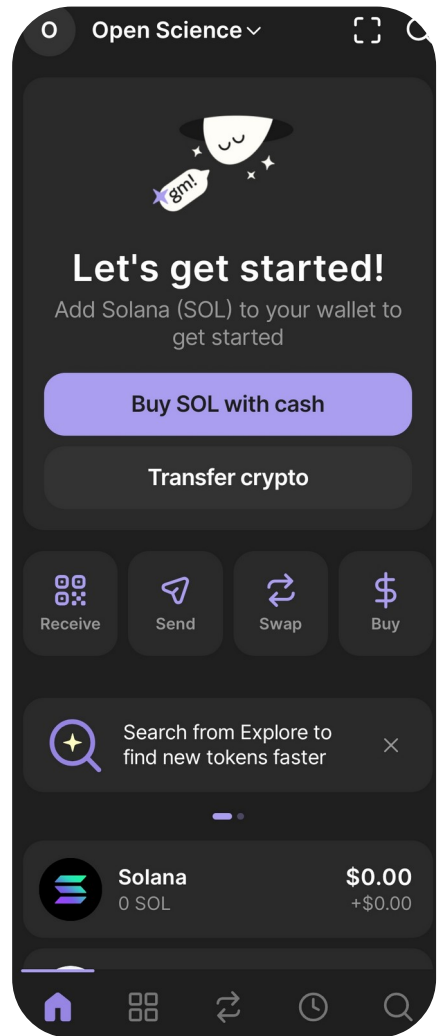 O
Open Science
gm!
Let's get started!
Add Solana (SOL) to your wallet to
get started
Buy SOL with cash
Transfer crypto
Receive
Send
Swap
Buy
Search from Explore to
find new tokens faster
Solana
$0.00
0 SOL
+$0.00